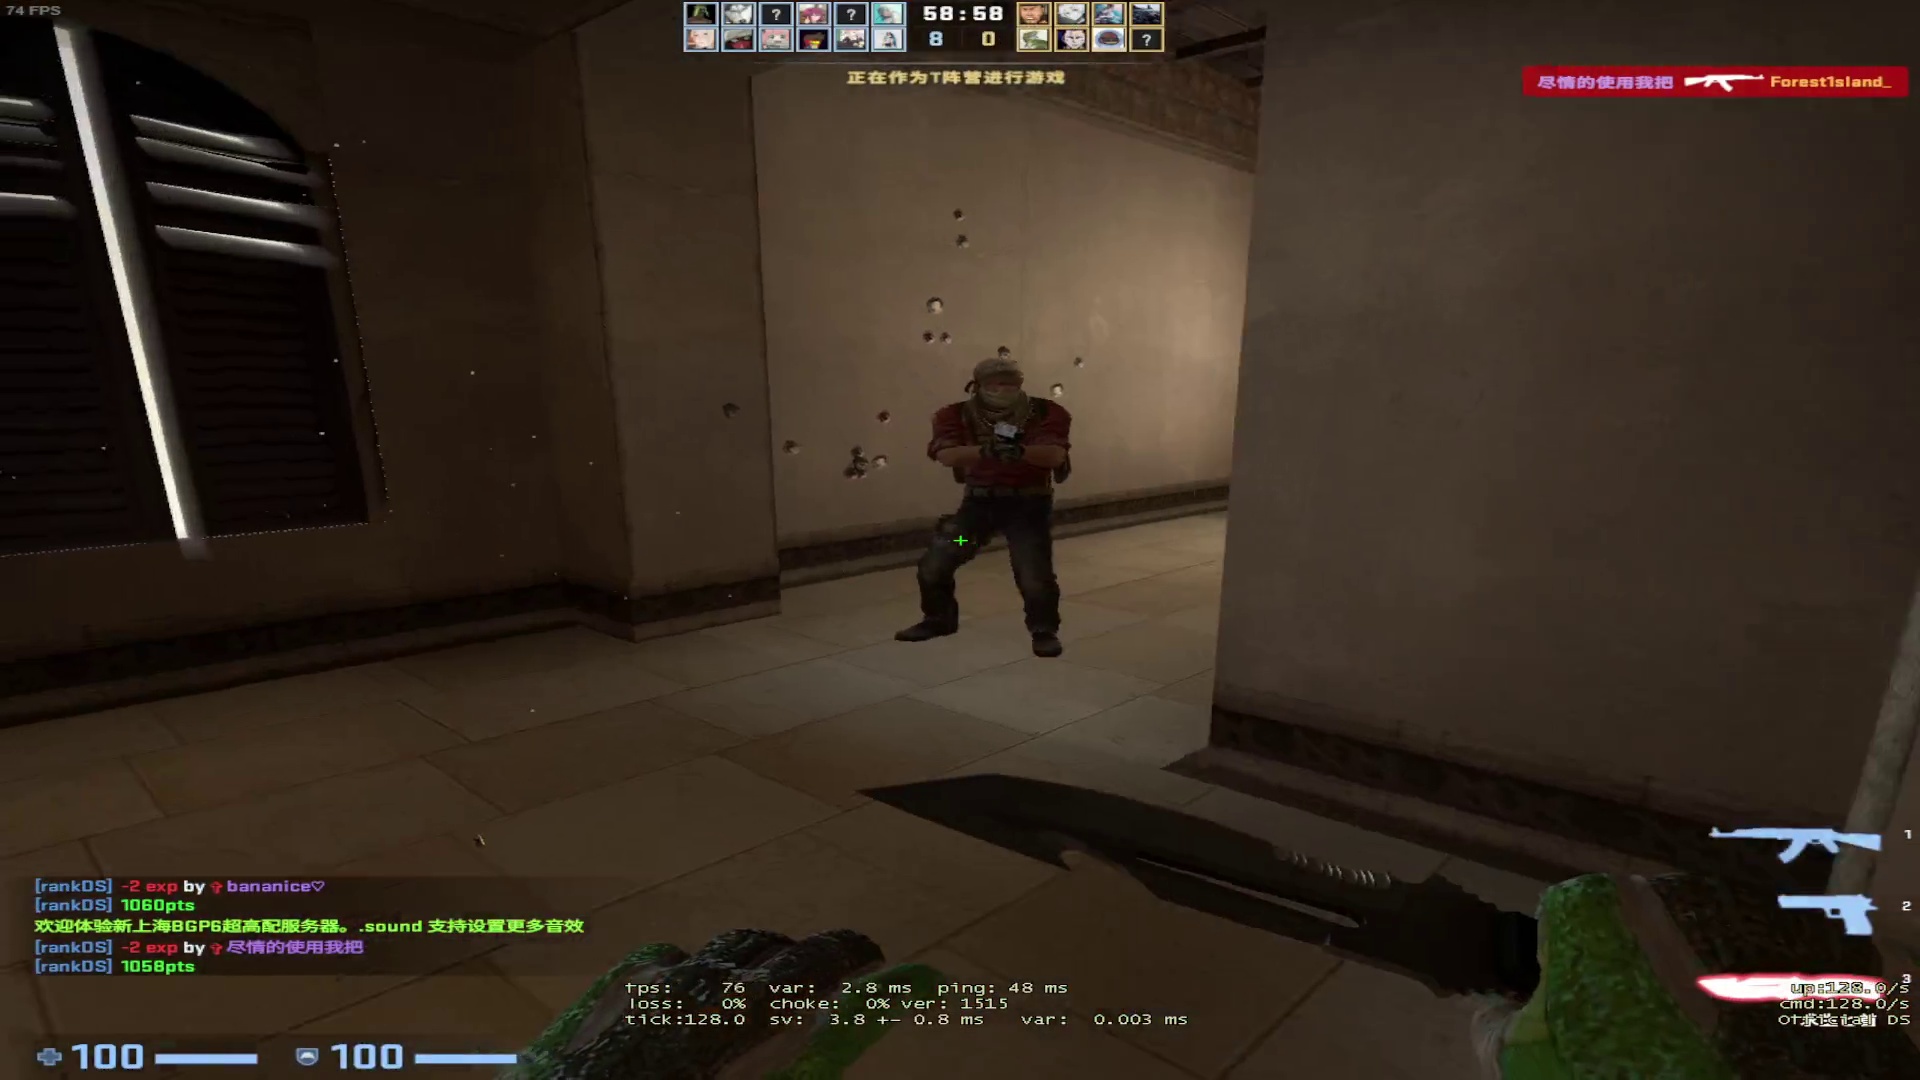 74 FPS
? ? 58:58
8 0 ?
正在作为T阵营进行游戏
尽情的使用我把 Forest1sland_
1
2
3
[rankDS] -2 exp by ✞ bananice♡
[rankDS] 1060pts
欢迎体验新上海BGP6超高配服务器。.sound 支持设置更多音效
[rankDS] -2 exp by ✞ 尽情的使用我把
[rankDS] 1058pts
fps: 76 var: 2.8 ms ping: 48 ms
loss: 0% choke: 0% ver: 1515
tick:128.0 sv: 3.8 +- 0.8 ms var: 0.003 ms
up:128.0/s
cmd:128.0/s
DS
100 100